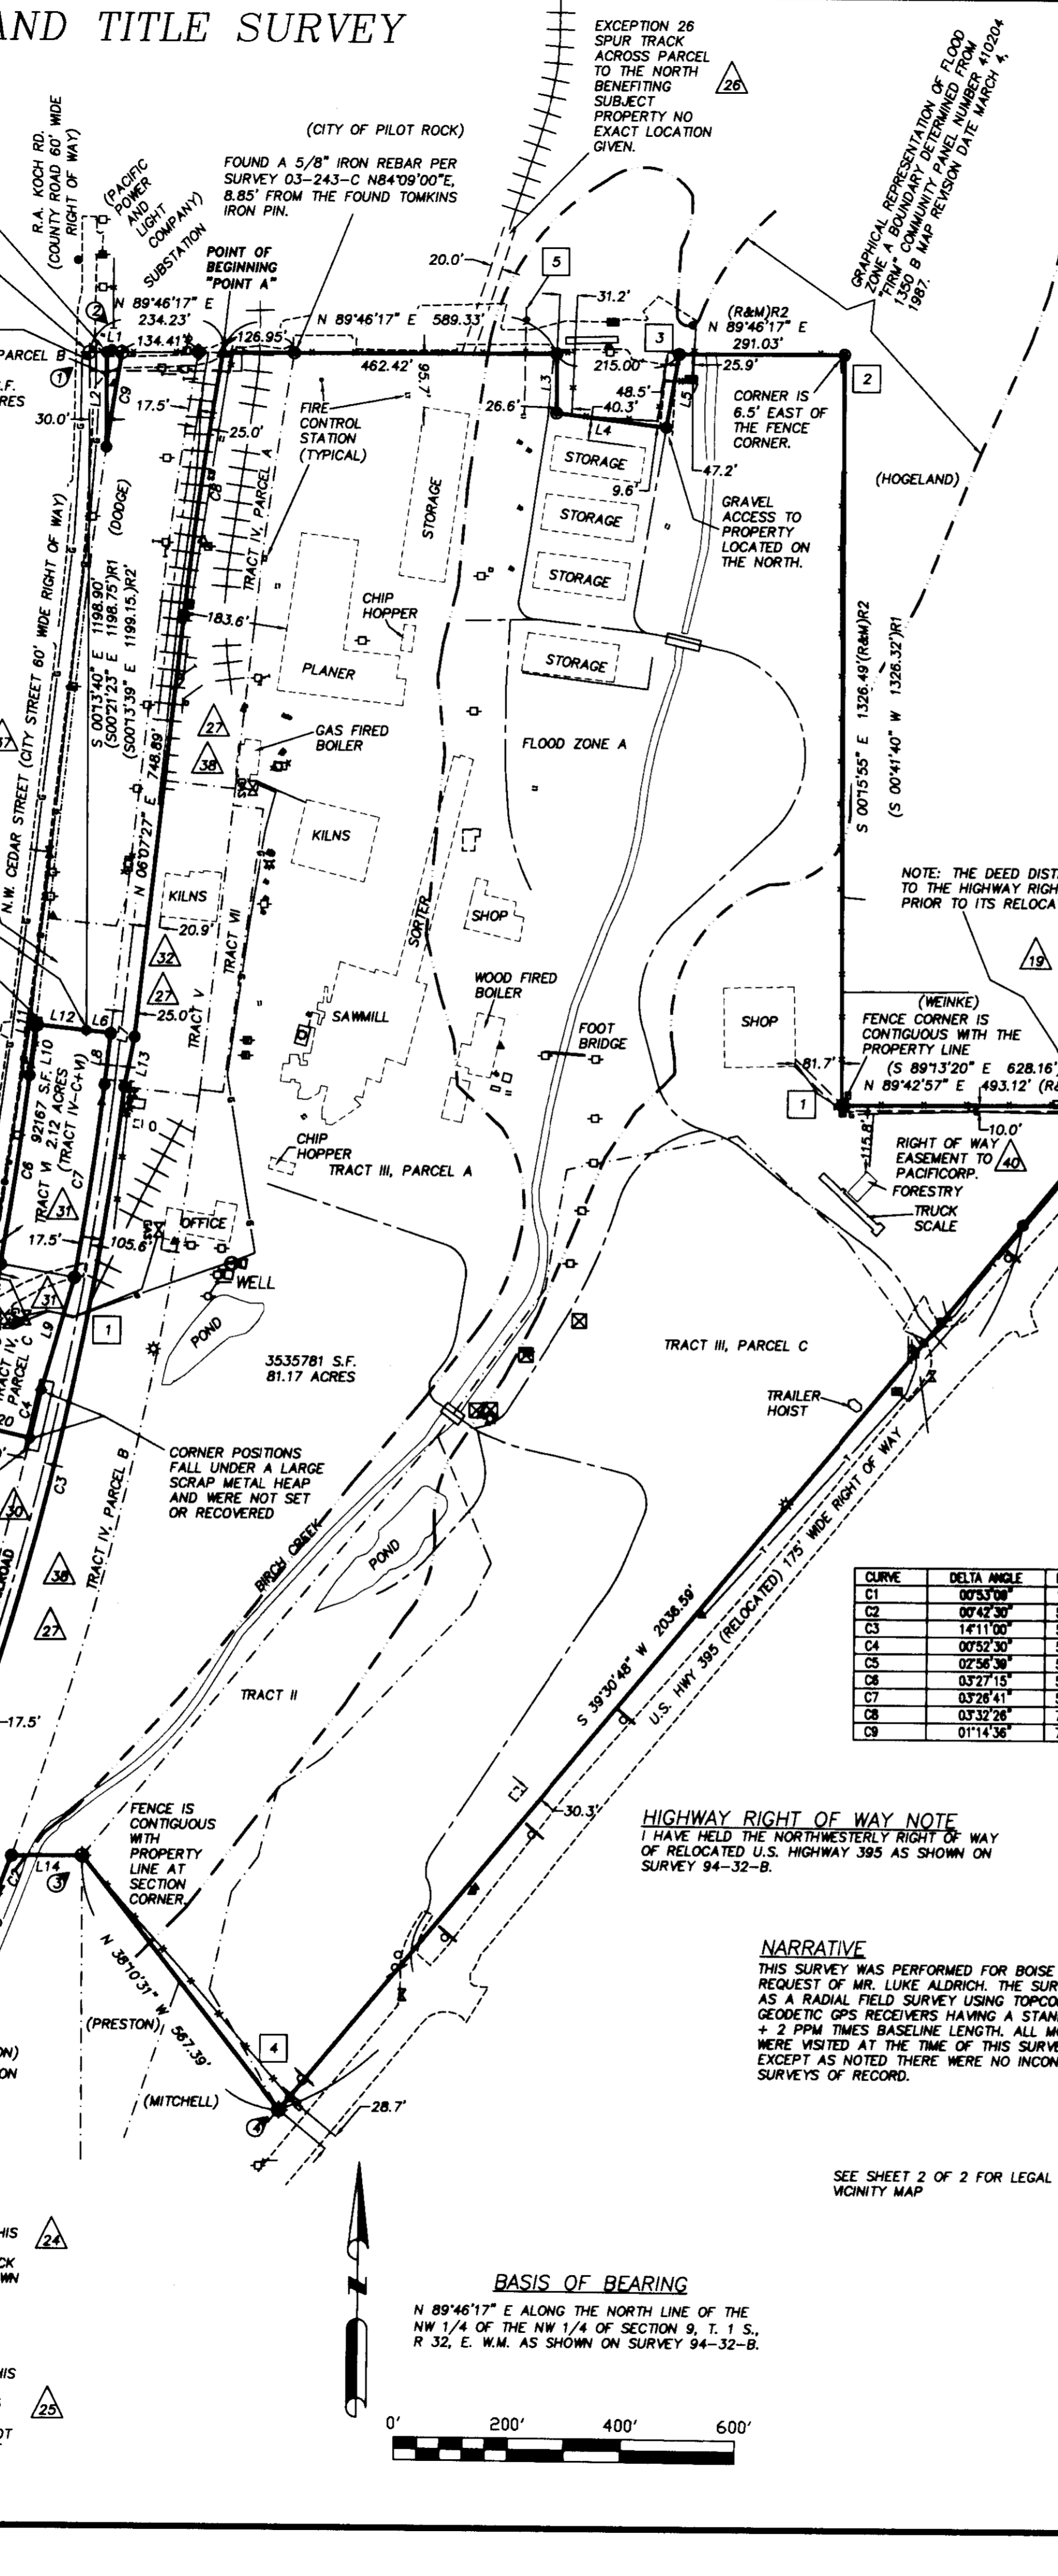 AND TITLE SURVEY
EXCEPTION 26
SPUR TRACK
ACROSS PARCEL
TO THE NORTH
BENEFITING
SUBJECT
PROPERTY NO
EXACT LOCATION
GIVEN.
26
GRAPHICAL REPRESENTATION OF FLOOD
ZONE A BOUNDARY DETERMINED FROM
"FIRM" COMMUNITY PANEL NUMBER 410204
1350 B MAP REVISION DATE MARCH 4,
1987.
R.A. KOCH RD.
(COUNTY ROAD 60' WIDE
RIGHT OF WAY)
(PACIFIC
POWER
AND
LIGHT
COMPANY)
SUBSTATION
(CITY OF PILOT ROCK)
FOUND A 5/8" IRON REBAR PER
SURVEY 03-243-C N84°09'00"E,
8.85' FROM THE FOUND TOMKINS
IRON PIN.
POINT OF
BEGINNING
"POINT A"
20.0'
5
2
N 89°46'17" E
234.23'
L1
134.41'
126.95'
N 89°46'17" E 589.33'
31.2'
3
(R&M)R2
N 89°46'17" E
291.03'
PARCEL B
1
462.42'
95.7'
215.00'
25.9'
2
S.F.
RES
L2
C9
30.0'
17.5'
25.0'
FIRE
CONTROL
STATION
(TYPICAL)
26.6'
L3
40.3'
L4
48.5'
L5
CORNER IS
6.5' EAST OF
THE FENCE
CORNER.
47.2'
9.6'
(HOGELAND)
STORAGE
STORAGE
STORAGE
STORAGE
STORAGE
GRAVEL
ACCESS TO
PROPERTY
LOCATED ON
THE NORTH.
(DODGE)
C8
TRACT IV, PARCEL A
N.W. CEDAR STREET (CITY STREET 60' WIDE RIGHT OF WAY)
S 00°13'40" E 1198.90'
(S00°21'23" E 1198.75')R1
(S00°13'39" E 1199.15.)R2'
183.6'
CHIP
HOPPER
PLANER
S 00°15'55" E 1326.49'(R&M)R2
(S 00°41'40" W 1326.32')R1
37
27
38
GAS FIRED
BOILER
GAS
FLOOD ZONE A
N 06°07'27" E 748.89'
KILNS
KILNS
20.9'
32
27
25.0'
TRACT VII
TRACT V
SORTER
SHOP
SAWMILL
WOOD FIRED
BOILER
FOOT
BRIDGE
SHOP
NOTE: THE DEED DIST
TO THE HIGHWAY RIGH
PRIOR TO ITS RELOCA
19
(WEINKE)
FENCE CORNER IS
CONTIGUOUS WITH THE
PROPERTY LINE
(S 89°13'20" E 628.16')
N 89°42'57" E 493.12' (R&
81.7'
1
115.8'
10.0'
RIGHT OF WAY
EASEMENT TO
PACIFICORP.
40
FORESTRY
TRUCK
SCALE
L11
L12
L6
L8
L13
L10
C6
92167 S.F.
2.12 ACRES
TRACT VI
(TRACT IV-C+VI)
C7
31
CHIP
HOPPER
TRACT III, PARCEL A
17.5'
105.6'
GAS
OFFICE
WELL
POND
31
1
3535781 S.F.
81.17 ACRES
TRACT III, PARCEL C
TRAILER
HOIST
TRACT IV,
PARCEL C
L9
C4
20
C3
CORNER POSITIONS
FALL UNDER A LARGE
SCRAP METAL HEAP
AND WERE NOT SET
OR RECOVERED
30
38
27
TRACT IV, PARCEL B
BIRCH CREEK
POND
S 39°30'48" W 2038.59'
U.S. HWY 395 (RELOCATED) 175' WIDE RIGHT OF WAY
CURVE DELTA ANGLE
C1 00°53'09"
C2 00°42'30"
C3 14°11'00"
C4 00°52'30"
C5 02°56'39"
C6 03°27'15"
C7 03°26'41"
C8 03°32'26"
C9 01°14'36"
TRACT II
17.5'
30.3'
HIGHWAY RIGHT OF WAY NOTE
I HAVE HELD THE NORTHWESTERLY RIGHT OF WAY
OF RELOCATED U.S. HIGHWAY 395 AS SHOWN ON
SURVEY 94-32-B.
FENCE IS
CONTIGUOUS
WITH
PROPERTY
LINE AT
SECTION
CORNER.
C2
L14
3
N 38°10'31" W 567.39'
(PRESTON)
(MITCHELL)
4
4
28.7'
NARRATIVE
THIS SURVEY WAS PERFORMED FOR BOISE
REQUEST OF MR. LUKE ALDRICH. THE SUR
AS A RADIAL FIELD SURVEY USING TOPCO
GEODETIC GPS RECEIVERS HAVING A STAN
+ 2 PPM TIMES BASELINE LENGTH. ALL MO
WERE VISITED AT THE TIME OF THIS SURVE
EXCEPT AS NOTED THERE WERE NO INCON
SURVEYS OF RECORD.
SEE SHEET 2 OF 2 FOR LEGAL
VICINITY MAP
ON)
ON
HIS
24
CK
WN
N
BASIS OF BEARING
N 89°46'17" E ALONG THE NORTH LINE OF THE
NW 1/4 OF THE NW 1/4 OF SECTION 9, T. 1 S.,
R 32, E. W.M. AS SHOWN ON SURVEY 94-32-B.
HIS
25
OT
0' 200' 400' 600'